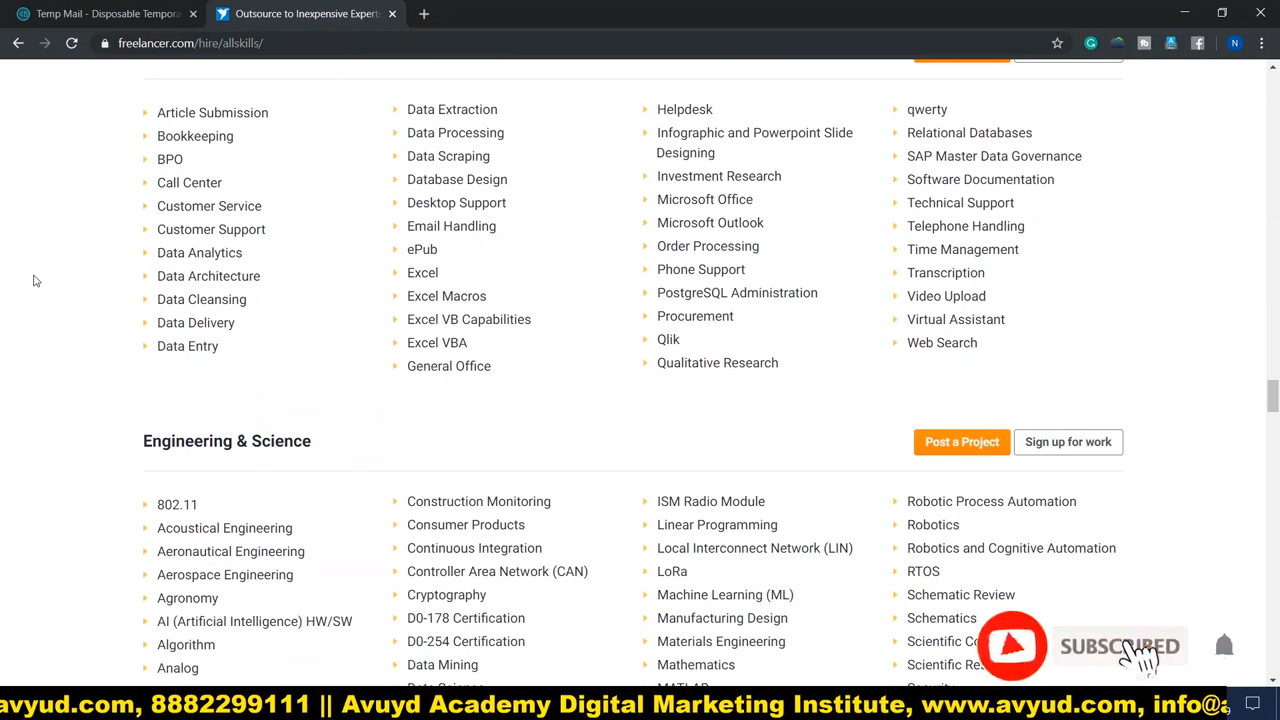 Temp Mail - Disposable Tempora
Outsource to Inexpensive Experts
freelancer.com/hire/allskills/
Article Submission
Bookkeeping
BPO
Call Center
Customer Service
Customer Support
Data Analytics
Data Architecture
Data Cleansing
Data Delivery
Data Entry
Data Extraction
Data Processing
Data Scraping
Database Design
Desktop Support
Email Handling
ePub
Excel
Excel Macros
Excel VB Capabilities
Excel VBA
General Office
Helpdesk
Infographic and Powerpoint Slide
Designing
Investment Research
Microsoft Office
Microsoft Outlook
Order Processing
Phone Support
PostgreSQL Administration
Procurement
Qlik
Qualitative Research
qwerty
Relational Databases
SAP Master Data Governance
Software Documentation
Technical Support
Telephone Handling
Time Management
Transcription
Video Upload
Virtual Assistant
Web Search
Engineering & Science
Post a Project
Sign up for work
802.11
Acoustical Engineering
Aeronautical Engineering
Aerospace Engineering
Agronomy
AI (Artificial Intelligence) HW/SW
Algorithm
Analog
Construction Monitoring
Consumer Products
Continuous Integration
Controller Area Network (CAN)
Cryptography
D0-178 Certification
D0-254 Certification
Data Mining
ISM Radio Module
Linear Programming
Local Interconnect Network (LIN)
LoRa
Machine Learning (ML)
Manufacturing Design
Materials Engineering
Mathematics
MATLAB
Robotic Process Automation
Robotics
Robotics and Cognitive Automation
RTOS
Schematic Review
Schematics
Scientific
Scientific
SUBSCRIBED
avyud.com, 8882299111 || Avuyd Academy Digital Marketing Institute, www.avyud.com, info@